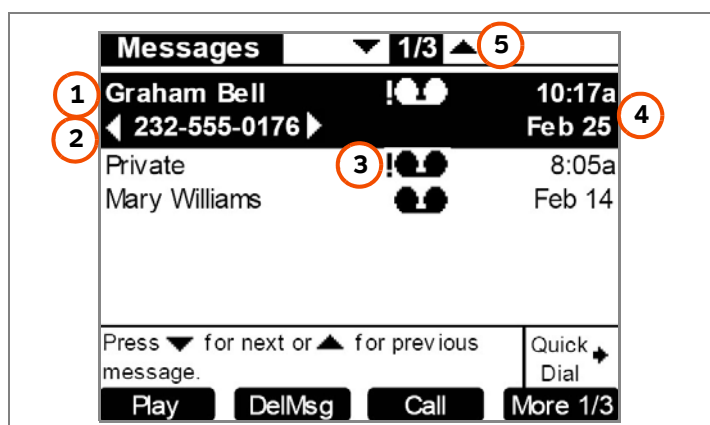 Messages ▼ 1/3 ▲ 5
1 Graham Bell ! 10:17a
2 ◀ 232-555-0176 ▶ Feb 25 4
Private 3 ! 8:05a
Mary Williams Feb 14
Press ▼ for next or ▲ for previous
message.
Quick
Dial
Play DelMsg Call More 1/3